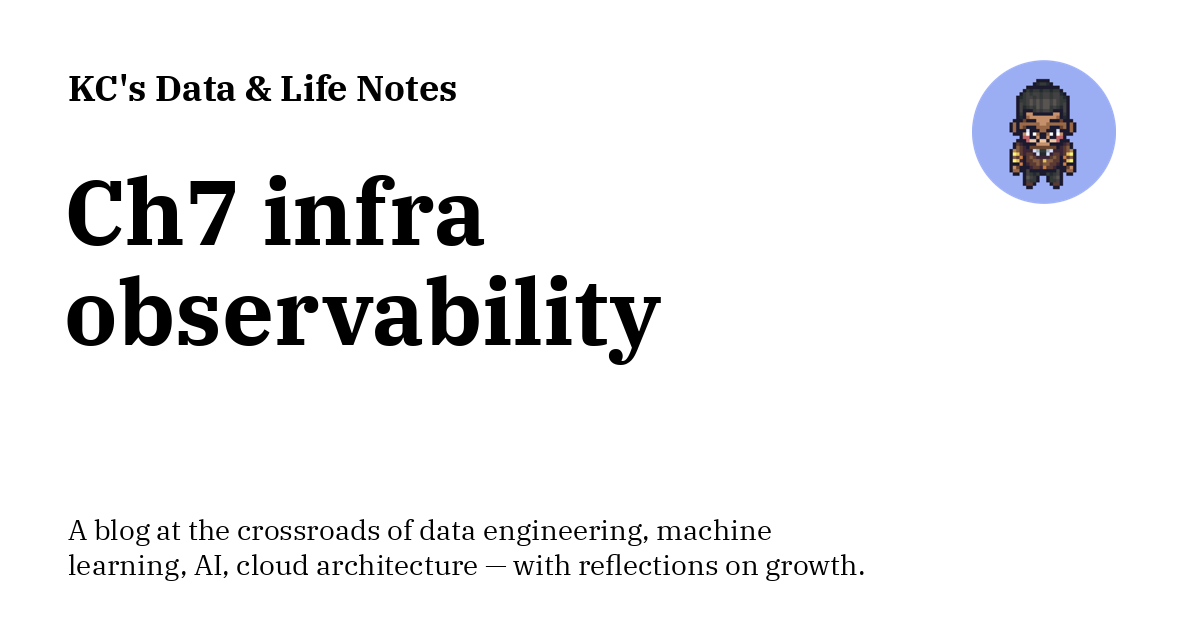 KC's Data & Life Notes
Ch7 infra
observability
A blog at the crossroads of data engineering, machine
learning, AI, cloud architecture — with reflections on growth.